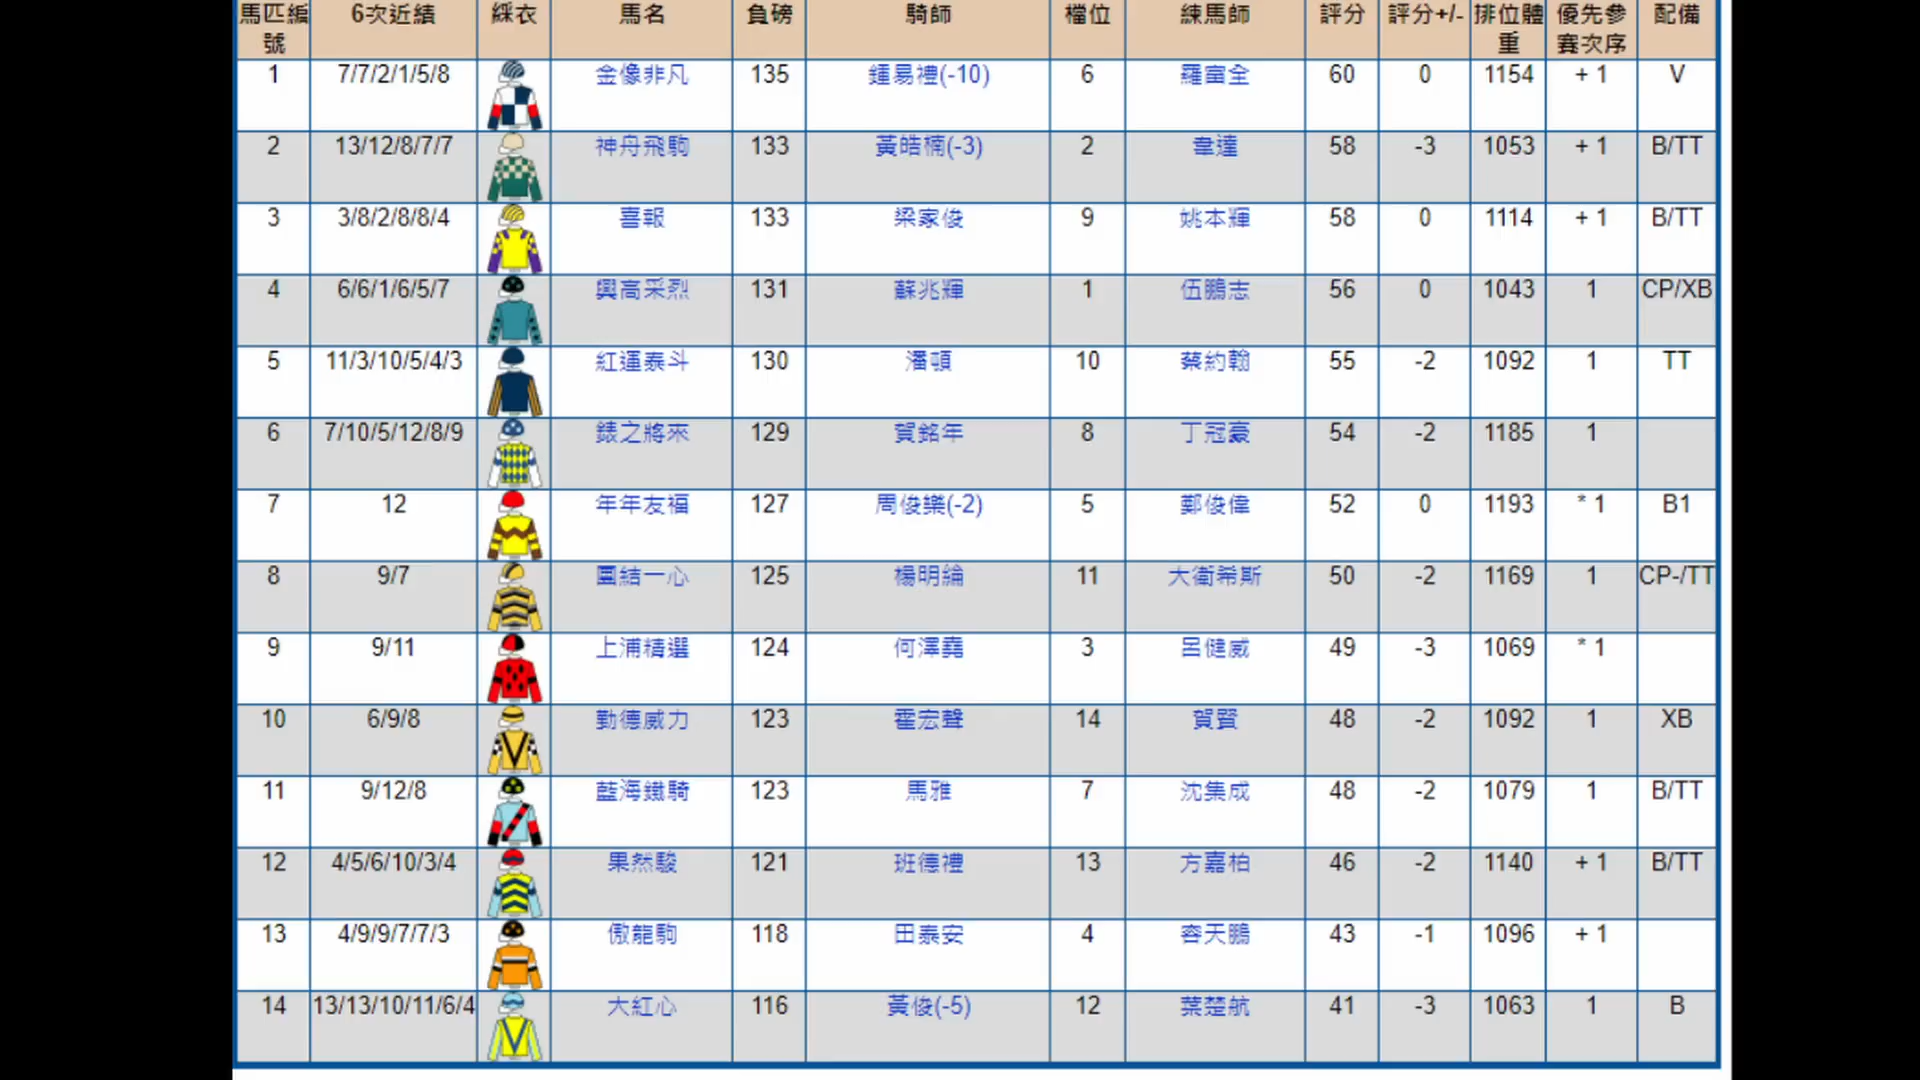 馬匹編號 6次近績 綵衣 馬名 負磅 騎師 檔位 練馬師 評分 評分+/- 排位體重 優先參賽次序 配備
1 7/7/2/1/5/8 金像非凡 135 鍾易禮(-10) 6 羅富全 60 0 1154 + 1 V
2 13/12/8/7/7 神舟飛駒 133 黃皓楠(-3) 2 韋達 58 -3 1053 + 1 B/TT
3 3/8/2/8/8/4 喜報 133 梁家俊 9 姚本輝 58 0 1114 + 1 B/TT
4 6/6/1/6/5/7 興高采烈 131 蘇兆輝 1 伍鵬志 56 0 1043 1 CP/XB
5 11/3/10/5/4/3 紅運泰斗 130 潘頓 10 蔡約翰 55 -2 1092 1 TT
6 7/10/5/12/8/9 錶之將來 129 賀銘年 8 丁冠豪 54 -2 1185 1
7 12 年年友福 127 周俊樂(-2) 5 鄭俊偉 52 0 1193 * 1 B1
8 9/7 團結一心 125 楊明綸 11 大衛希斯 50 -2 1169 1 CP-/TT
9 9/11 上浦精選 124 何澤堯 3 呂健威 49 -3 1069 * 1
10 6/9/8 勤德威力 123 霍宏聲 14 賀賢 48 -2 1092 1 XB
11 9/12/8 藍海鐵騎 123 馬雅 7 沈集成 48 -2 1079 1 B/TT
12 4/5/6/10/3/4 果然駿 121 班德禮 13 方嘉柏 46 -2 1140 + 1 B/TT
13 4/9/9/7/7/3 傲龍駒 118 田泰安 4 容天鵬 43 -1 1096 + 1
14 13/13/10/11/6/4 大紅心 116 黃俊(-5) 12 葉楚航 41 -3 1063 1 B